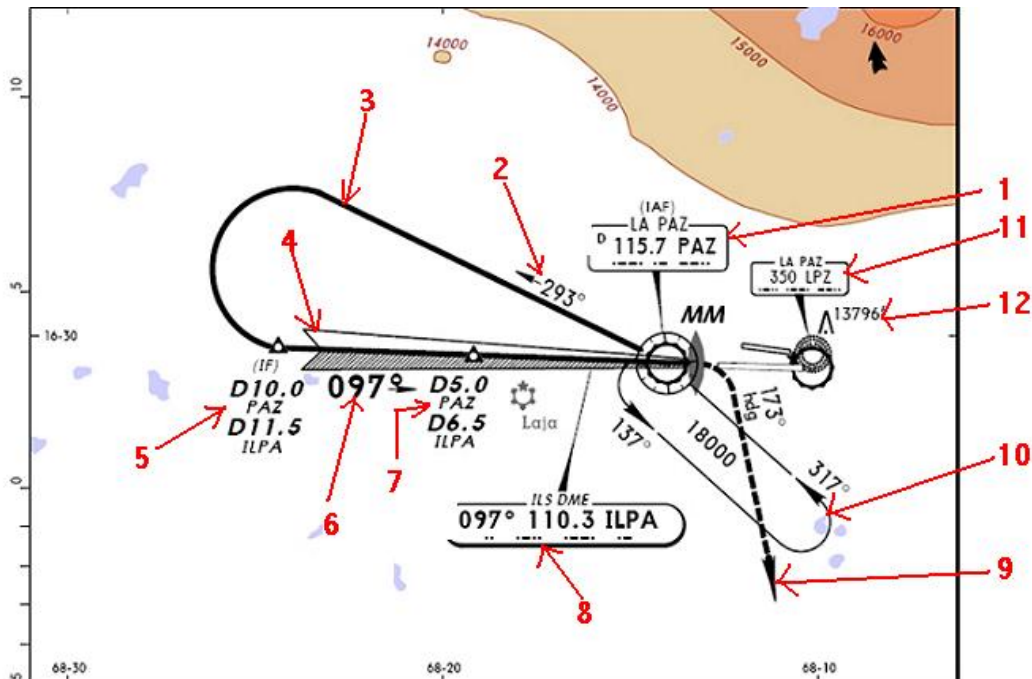 14000
15000
16000
14000
10
3
2
1
(IAF)
LA PAZ
D 115.7 PAZ
11
LA PAZ
350 LPZ
4
293°
5
MM
13796'
12
16-30
(IF)
D10.0
PAZ
D11.5
ILPA
097°
D5.0
PAZ
D6.5
ILPA
Laja
137°
18000
173°
hdg
317°
5
6
7
10
0
ILS DME
097° 110.3 ILPA
8
9
5
68-30
68-20
68-10